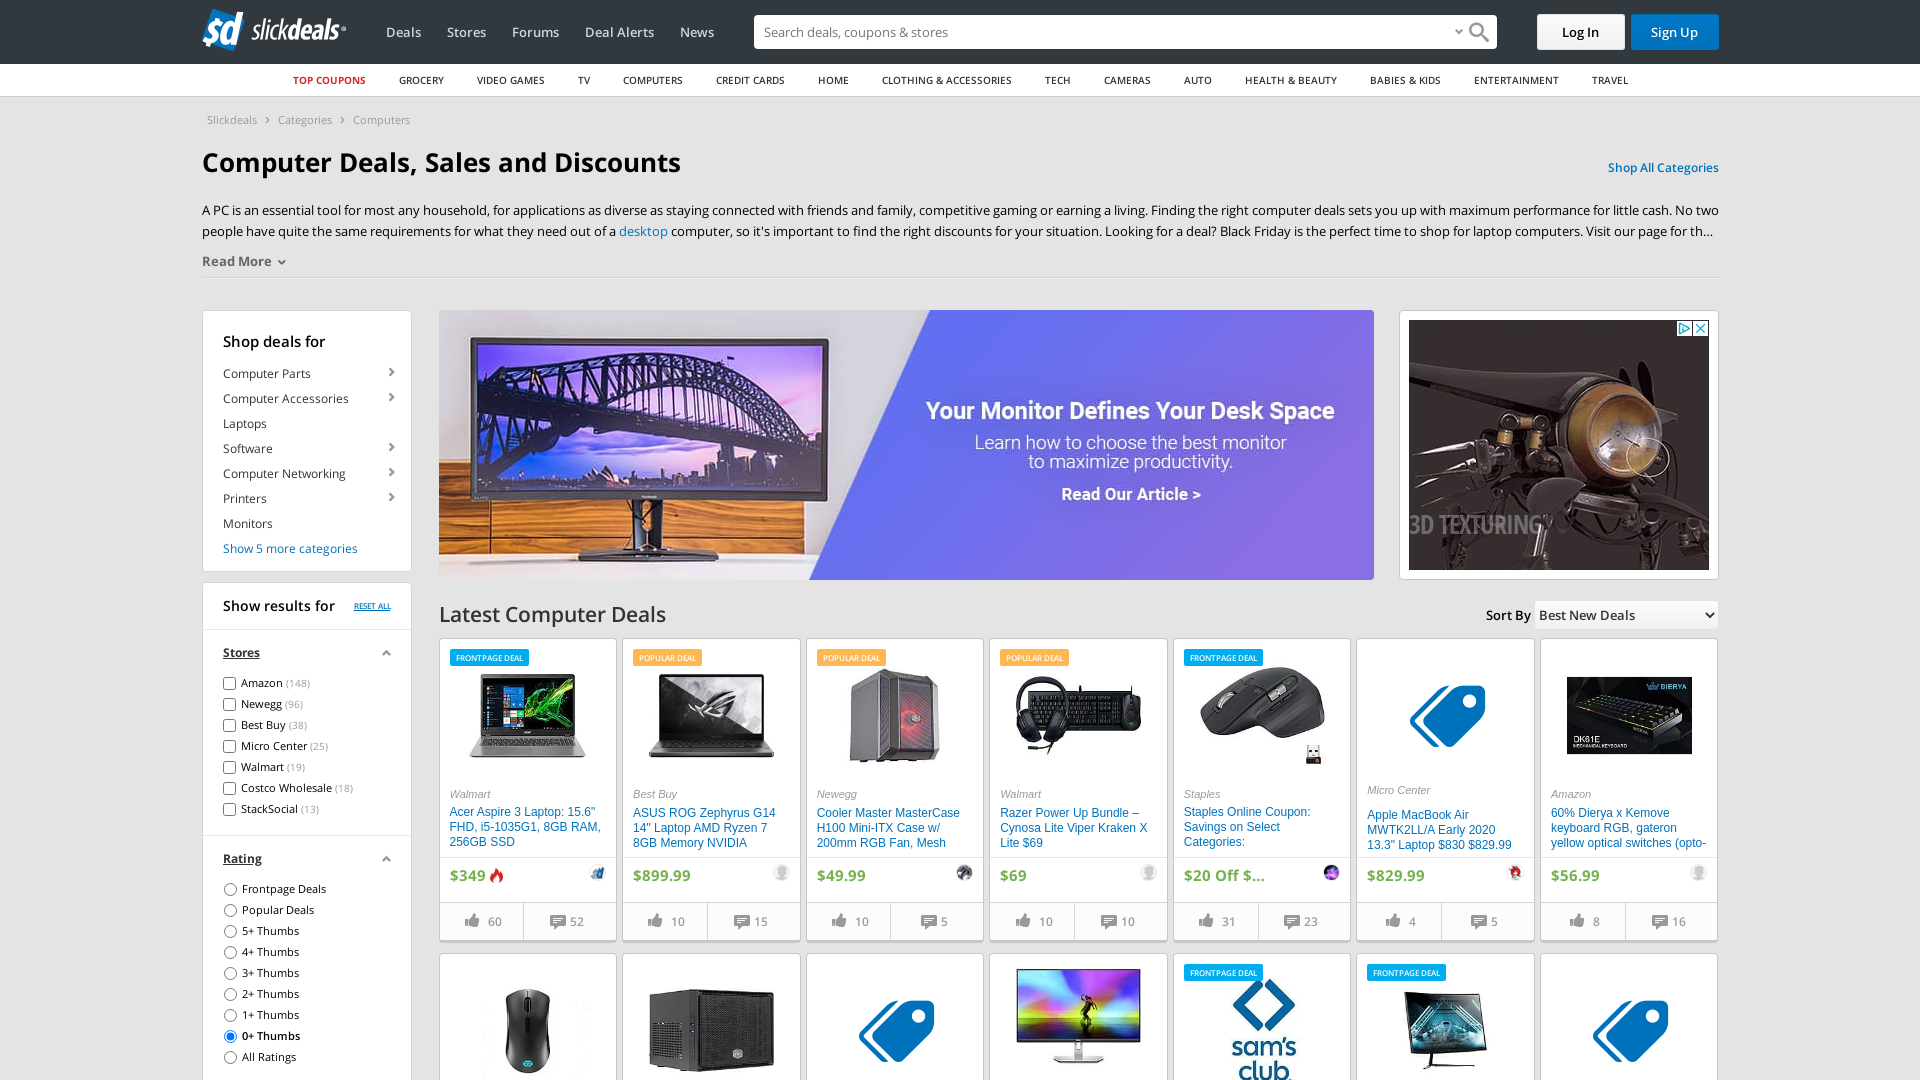 slickdeals
Deals
Stores
Forums
Deal Alerts
News
Search deals, coupons & stores
Log In
Sign Up
TOP COUPONS
GROCERY
VIDEO GAMES
TV
COMPUTERS
CREDIT CARDS
HOME
CLOTHING & ACCESSORIES
TECH
CAMERAS
AUTO
HEALTH & BEAUTY
BABIES & KIDS
ENTERTAINMENT
TRAVEL
Slickdeals
Categories
Computers
Computer Deals, Sales and Discounts
Shop All Categories
A PC is an essential tool for most any household, for applications as diverse as staying connected with friends and family, competitive gaming or earning a living. Finding the right computer deals sets you up with maximum performance for little cash. No two
people have quite the same requirements for what they need out of a desktop computer, so it's important to find the right discounts for your situation. Looking for a deal? Black Friday is the perfect time to shop for laptop computers. Visit our page for th...
Read More
Shop deals for
Computer Parts
Computer Accessories
Laptops
Software
Computer Networking
Printers
Monitors
Show 5 more categories
Your Monitor Defines Your Desk Space
Learn how to choose the best monitor
to maximize productivity.
Read Our Article >
3D TEXTURING
Show results for
RESET ALL
Stores
Amazon (148)
Newegg (96)
Best Buy (38)
Micro Center (25)
Walmart (19)
Costco Wholesale (18)
StackSocial (13)
Rating
Frontpage Deals
Popular Deals
5+ Thumbs
4+ Thumbs
3+ Thumbs
2+ Thumbs
1+ Thumbs
0+ Thumbs
All Ratings
Latest Computer Deals
Sort By Best New Deals
FRONTPAGE DEAL
Walmart
Acer Aspire 3 Laptop: 15.6"
FHD, i5-1035G1, 8GB RAM,
256GB SSD
$349
60
52
POPULAR DEAL
Best Buy
ASUS ROG Zephyrus G14
14" Laptop AMD Ryzen 7
8GB Memory NVIDIA
$899.99
10
15
POPULAR DEAL
Newegg
Cooler Master MasterCase
H100 Mini-ITX Case w/
200mm RGB Fan, Mesh
$49.99
10
5
POPULAR DEAL
Walmart
Razer Power Up Bundle –
Cynosa Lite Viper Kraken X
Lite $69
$69
10
10
FRONTPAGE DEAL
Staples
Staples Online Coupon:
Savings on Select
Categories:
$20 Off $...
31
23
Micro Center
Apple MacBook Air
MWTK2LL/A Early 2020
13.3" Laptop $830 $829.99
$829.99
4
5
BIERYA
DK61E
MECHANICAL KEYBOARD
Amazon
60% Dierya x Kemove
keyboard RGB, gateron
yellow optical switches (opto-
$56.99
8
16
FRONTPAGE DEAL
sam's
club
FRONTPAGE DEAL